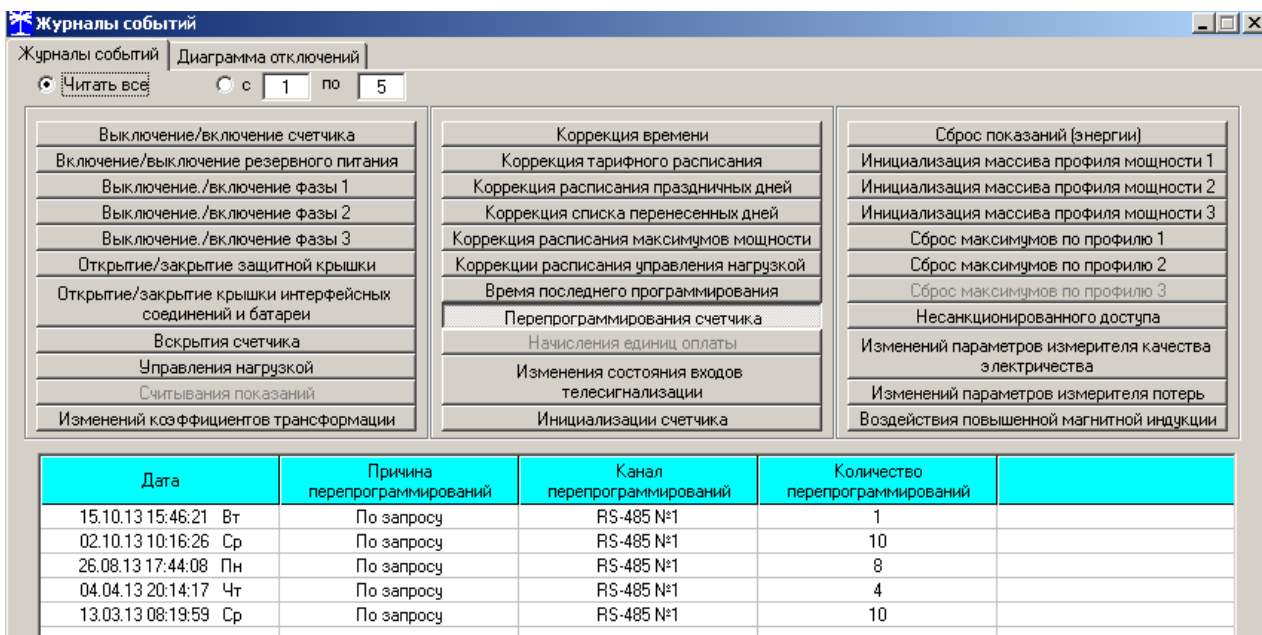 Журналы событий
Журналы событий Диаграмма отключений
Читать все с 1 по 5
Выключение/включение счетчика
Включение/выключение резервного питания
Выключение./включение фазы 1
Выключение./включение фазы 2
Выключение./включение фазы 3
Открытие/закрытие защитной крышки
Открытие/закрытие крышки интерфейсных
соединений и батареи
Вскрытия счетчика
Управления нагрузкой
Считывания показаний
Изменений коэффициентов трансформации
Коррекция времени
Коррекция тарифного расписания
Коррекция расписания праздничных дней
Коррекция списка перенесенных дней
Коррекция расписания максимумов мощности
Коррекции расписания управления нагрузкой
Время последнего программирования
Перепрограммирования счетчика
Начисления единиц оплаты
Изменения состояния входов
телесигнализации
Инициализации счетчика
Сброс показаний (энергии)
Инициализация массива профиля мощности 1
Инициализация массива профиля мощности 2
Инициализация массива профиля мощности 3
Сброс максимумов по профилю 1
Сброс максимумов по профилю 2
Сброс максимумов по профилю 3
Несанкционированного доступа
Изменений параметров измерителя качества
электричества
Изменений параметров измерителя потерь
Воздействия повышенной магнитной индукции
Дата Причина перепрограммирований Канал перепрограммирований Количество перепрограммирований
15.10.13 15:46:21 Вт По запросу RS-485 №1 1
02.10.13 10:16:26 Ср По запросу RS-485 №1 10
26.08.13 17:44:08 Пн По запросу RS-485 №1 8
04.04.13 20:14:17 Чт По запросу RS-485 №1 4
13.03.13 08:19:59 Ср По запросу RS-485 №1 10